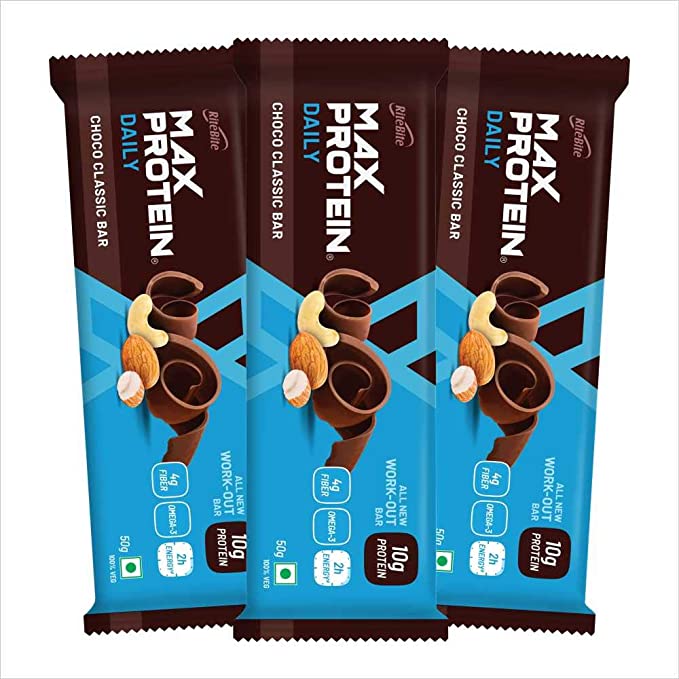 RiteBite
MAX
PROTEIN®
DAILY
CHOCO CLASSIC BAR
4g
FIBER
OMEGA-3
2h
ENERGY*
ALL NEW
WORK-OUT
BAR
10g
PROTEIN
50g
100% VEG
RiteBite
MAX
PROTEIN®
DAILY
CHOCO CLASSIC BAR
4g
FIBER
OMEGA-3
2h
ENERGY*
ALL NEW
WORK-OUT
BAR
10g
PROTEIN
50g
100% VEG
RiteBite
MAX
PROTEIN®
DAILY
CHOCO CLASSIC BAR
4g
FIBER
OMEGA-3
2h
ENERGY*
ALL NEW
WORK-OUT
BAR
10g
PROTEIN
50g